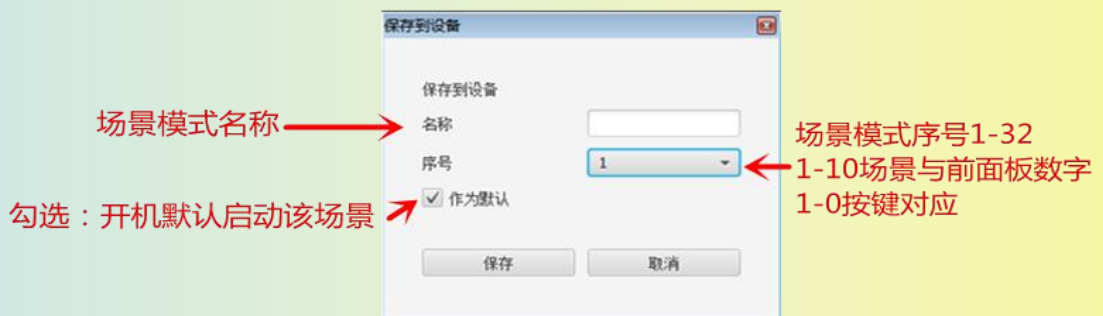 保存到设备
保存到设备
场景模式名称
名称
序号
1
场景模式序号1-32
1-10场景与前面板数字
1-0按键对应
作为默认
勾选：开机默认启动该场景
保存
取消